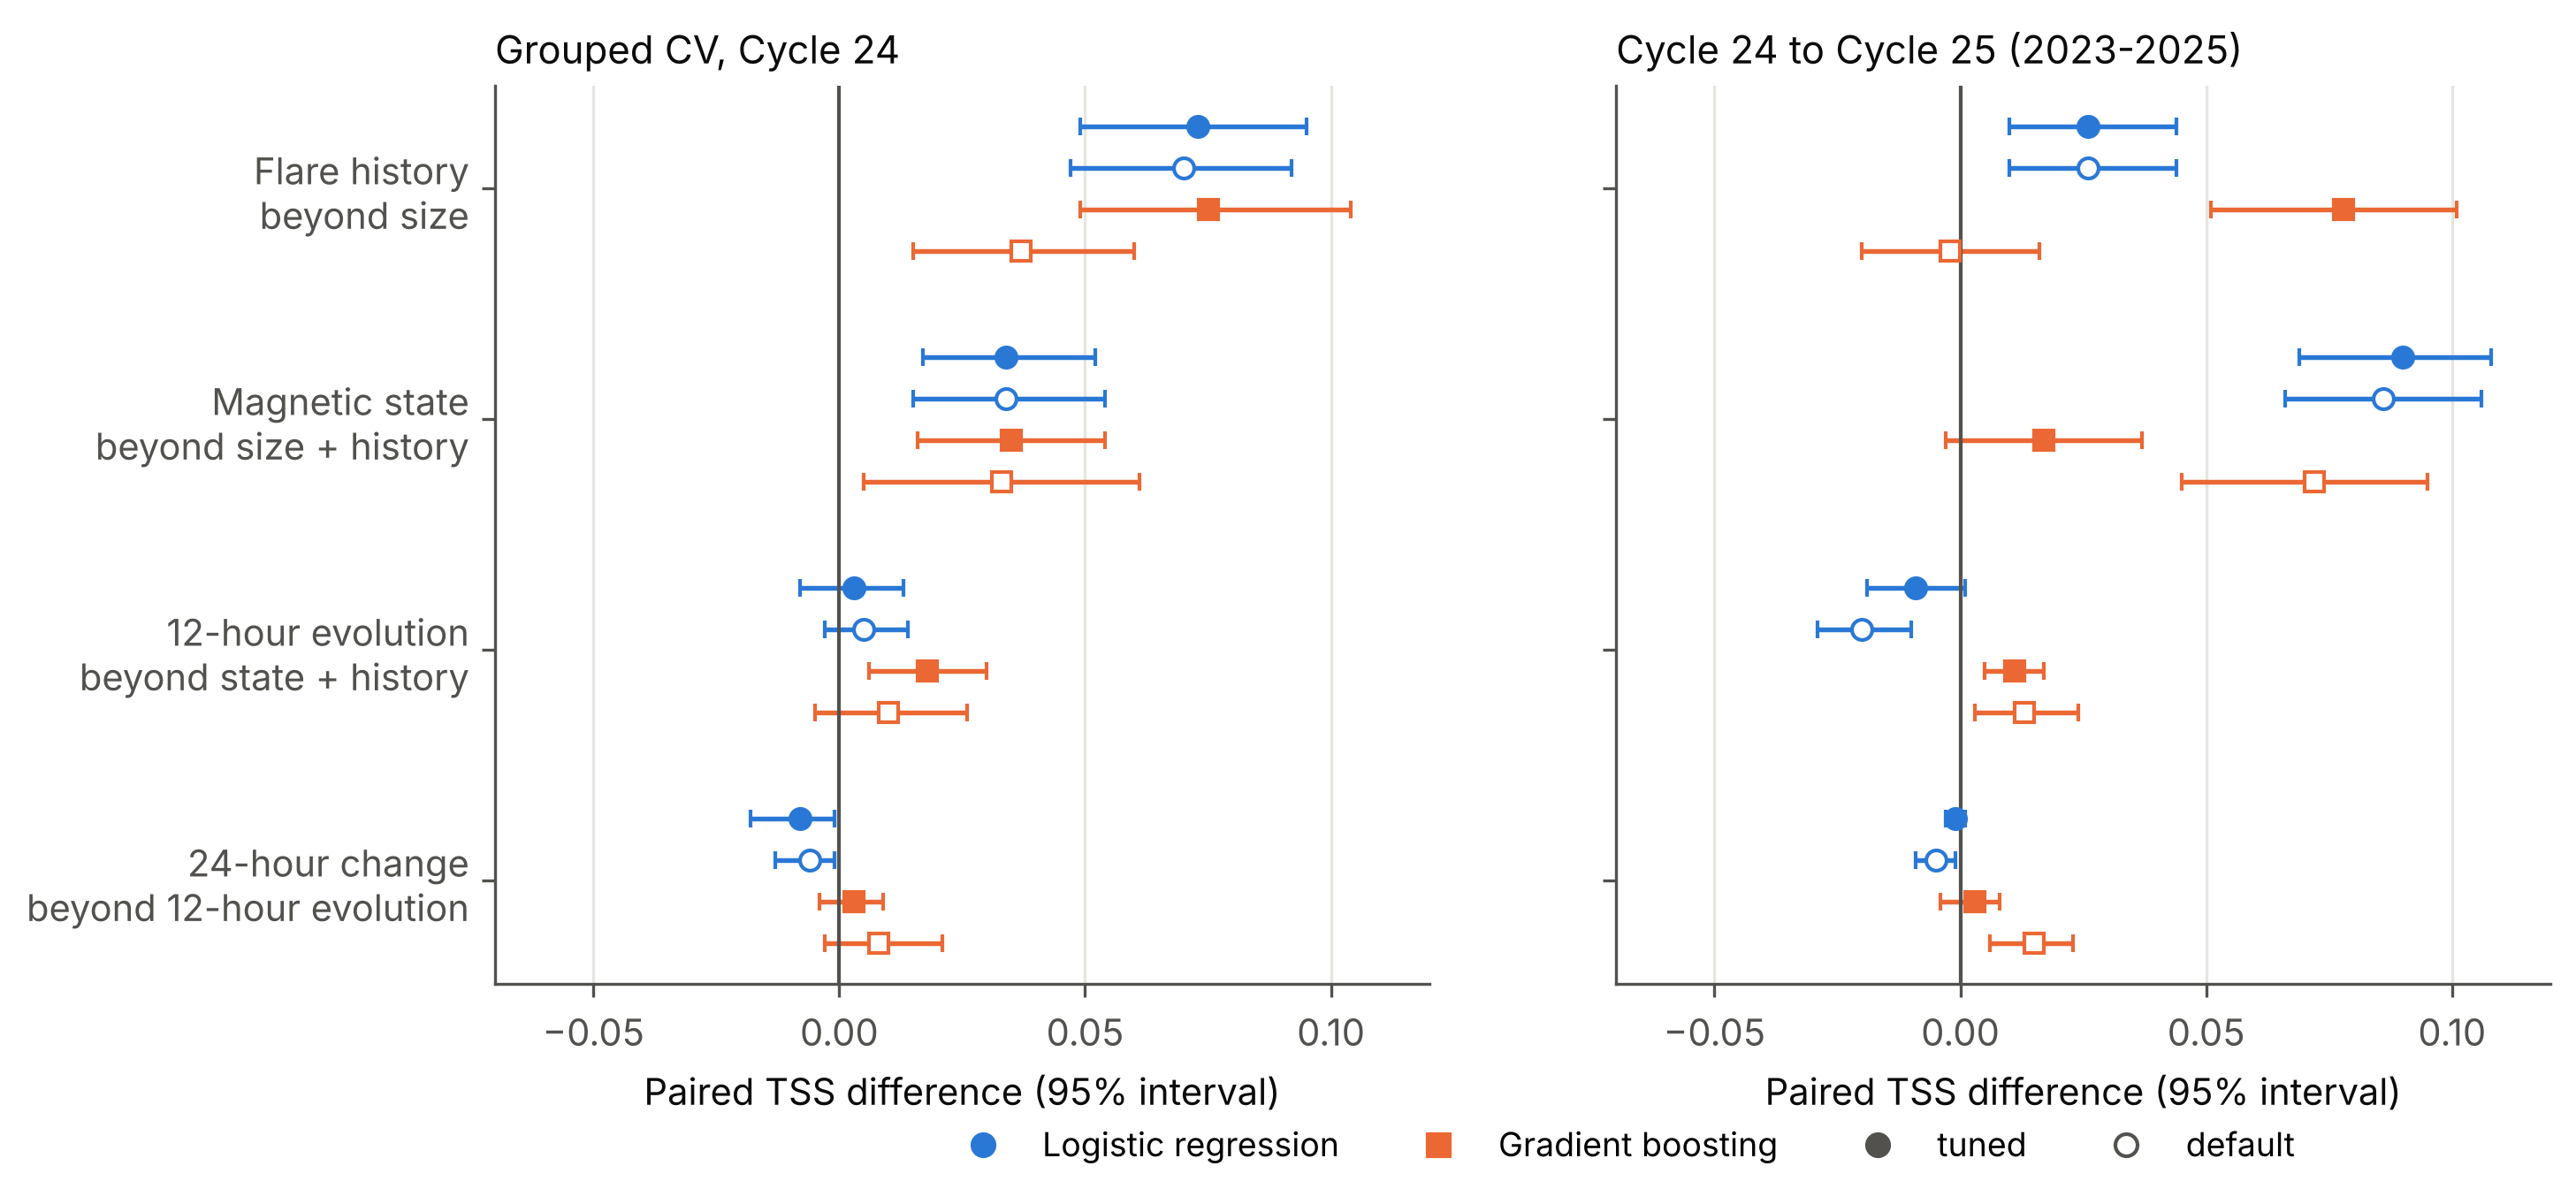 Grouped CV, Cycle 24
Cycle 24 to Cycle 25 (2023-2025)
Flare history
beyond size
Magnetic state
beyond size + history
12-hour evolution
beyond state + history
24-hour change
beyond 12-hour evolution
−0.05 0.00 0.05 0.10
−0.05 0.00 0.05 0.10
Paired TSS difference (95% interval)
Paired TSS difference (95% interval)
Logistic regression Gradient boosting tuned default